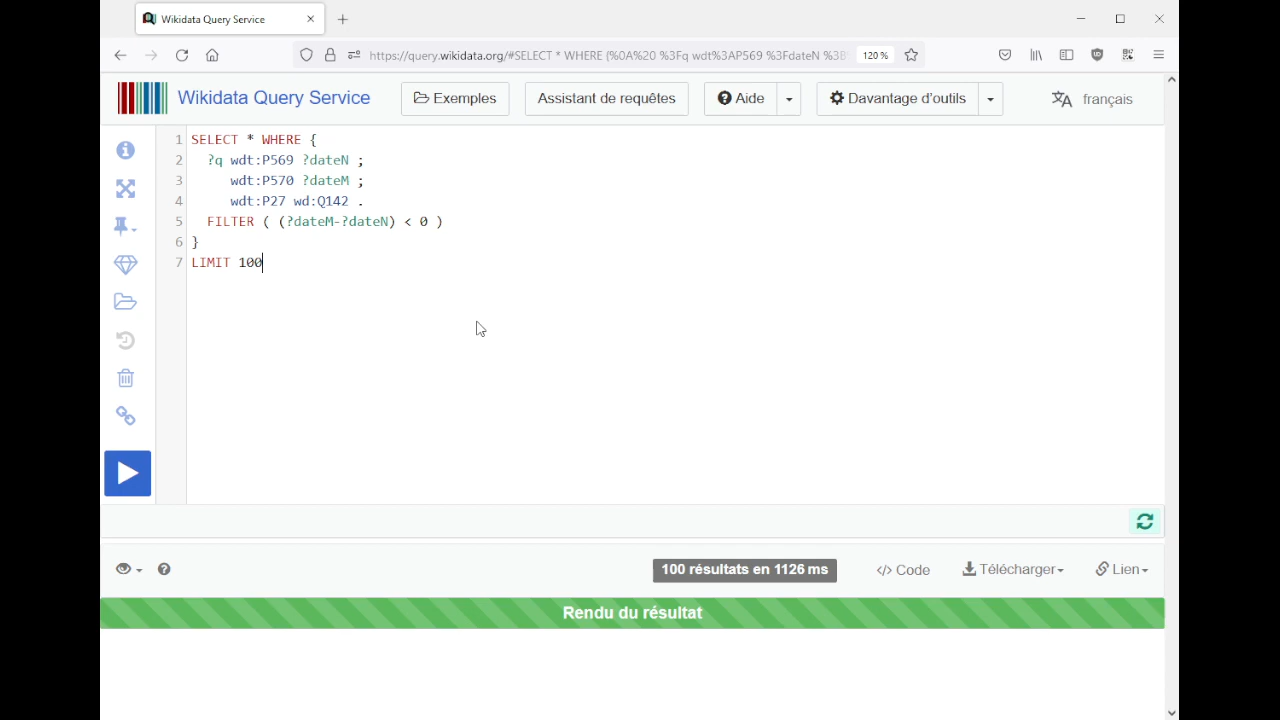 Wikidata Query Service
https://query.wikidata.org/#SELECT * WHERE {%0A%20 %3Fq wdt%3AP569 %3FdateN %3B
120 %
Wikidata Query Service
Exemples
Assistant de requêtes
Aide
Davantage d'outils
français
1 SELECT * WHERE {
2 ?q wdt:P569 ?dateN ;
3 wdt:P570 ?dateM ;
4 wdt:P27 wd:Q142 .
5 FILTER ( (?dateM-?dateN) < 0 )
6 }
7 LIMIT 100
100 résultats en 1126 ms
</> Code
Télécharger
Lien
Rendu du résultat